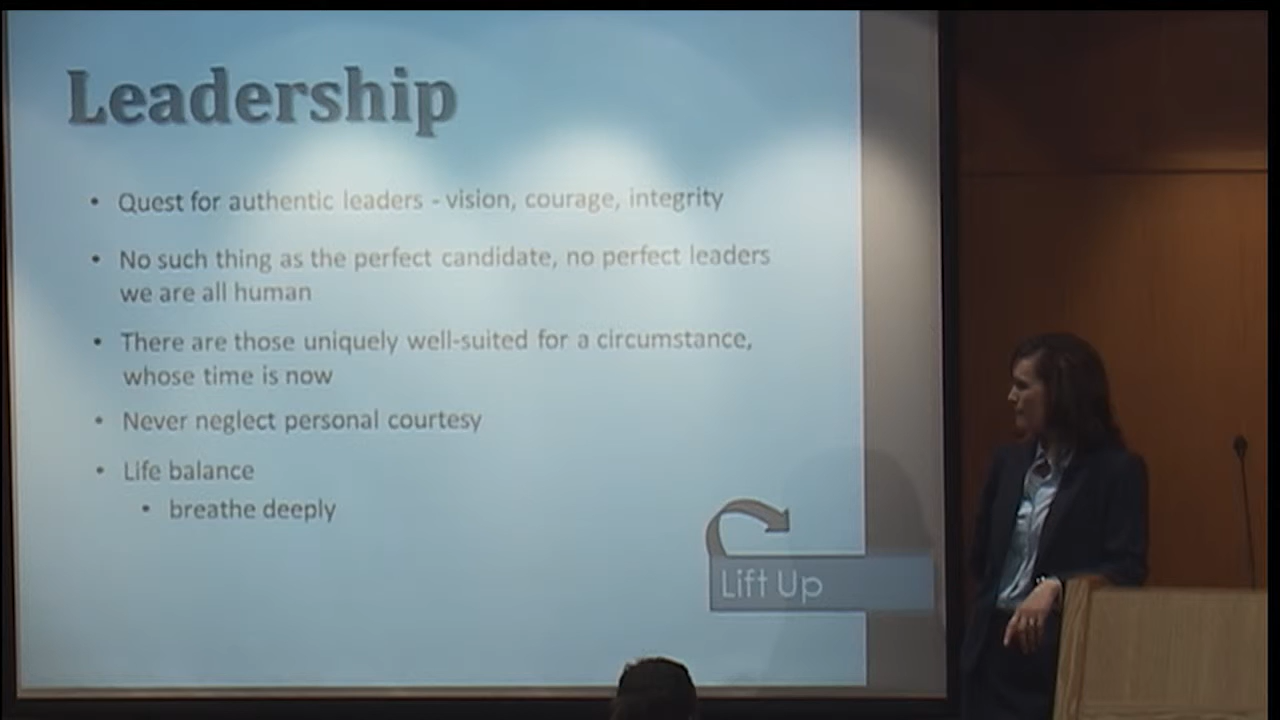 Leadership
• Quest for authentic leaders - vision, courage, integrity
• No such thing as the perfect candidate, no perfect leaders
we are all human
• There are those uniquely well-suited for a circumstance,
whose time is now
• Never neglect personal courtesy
• Life balance
• breathe deeply
Lift Up